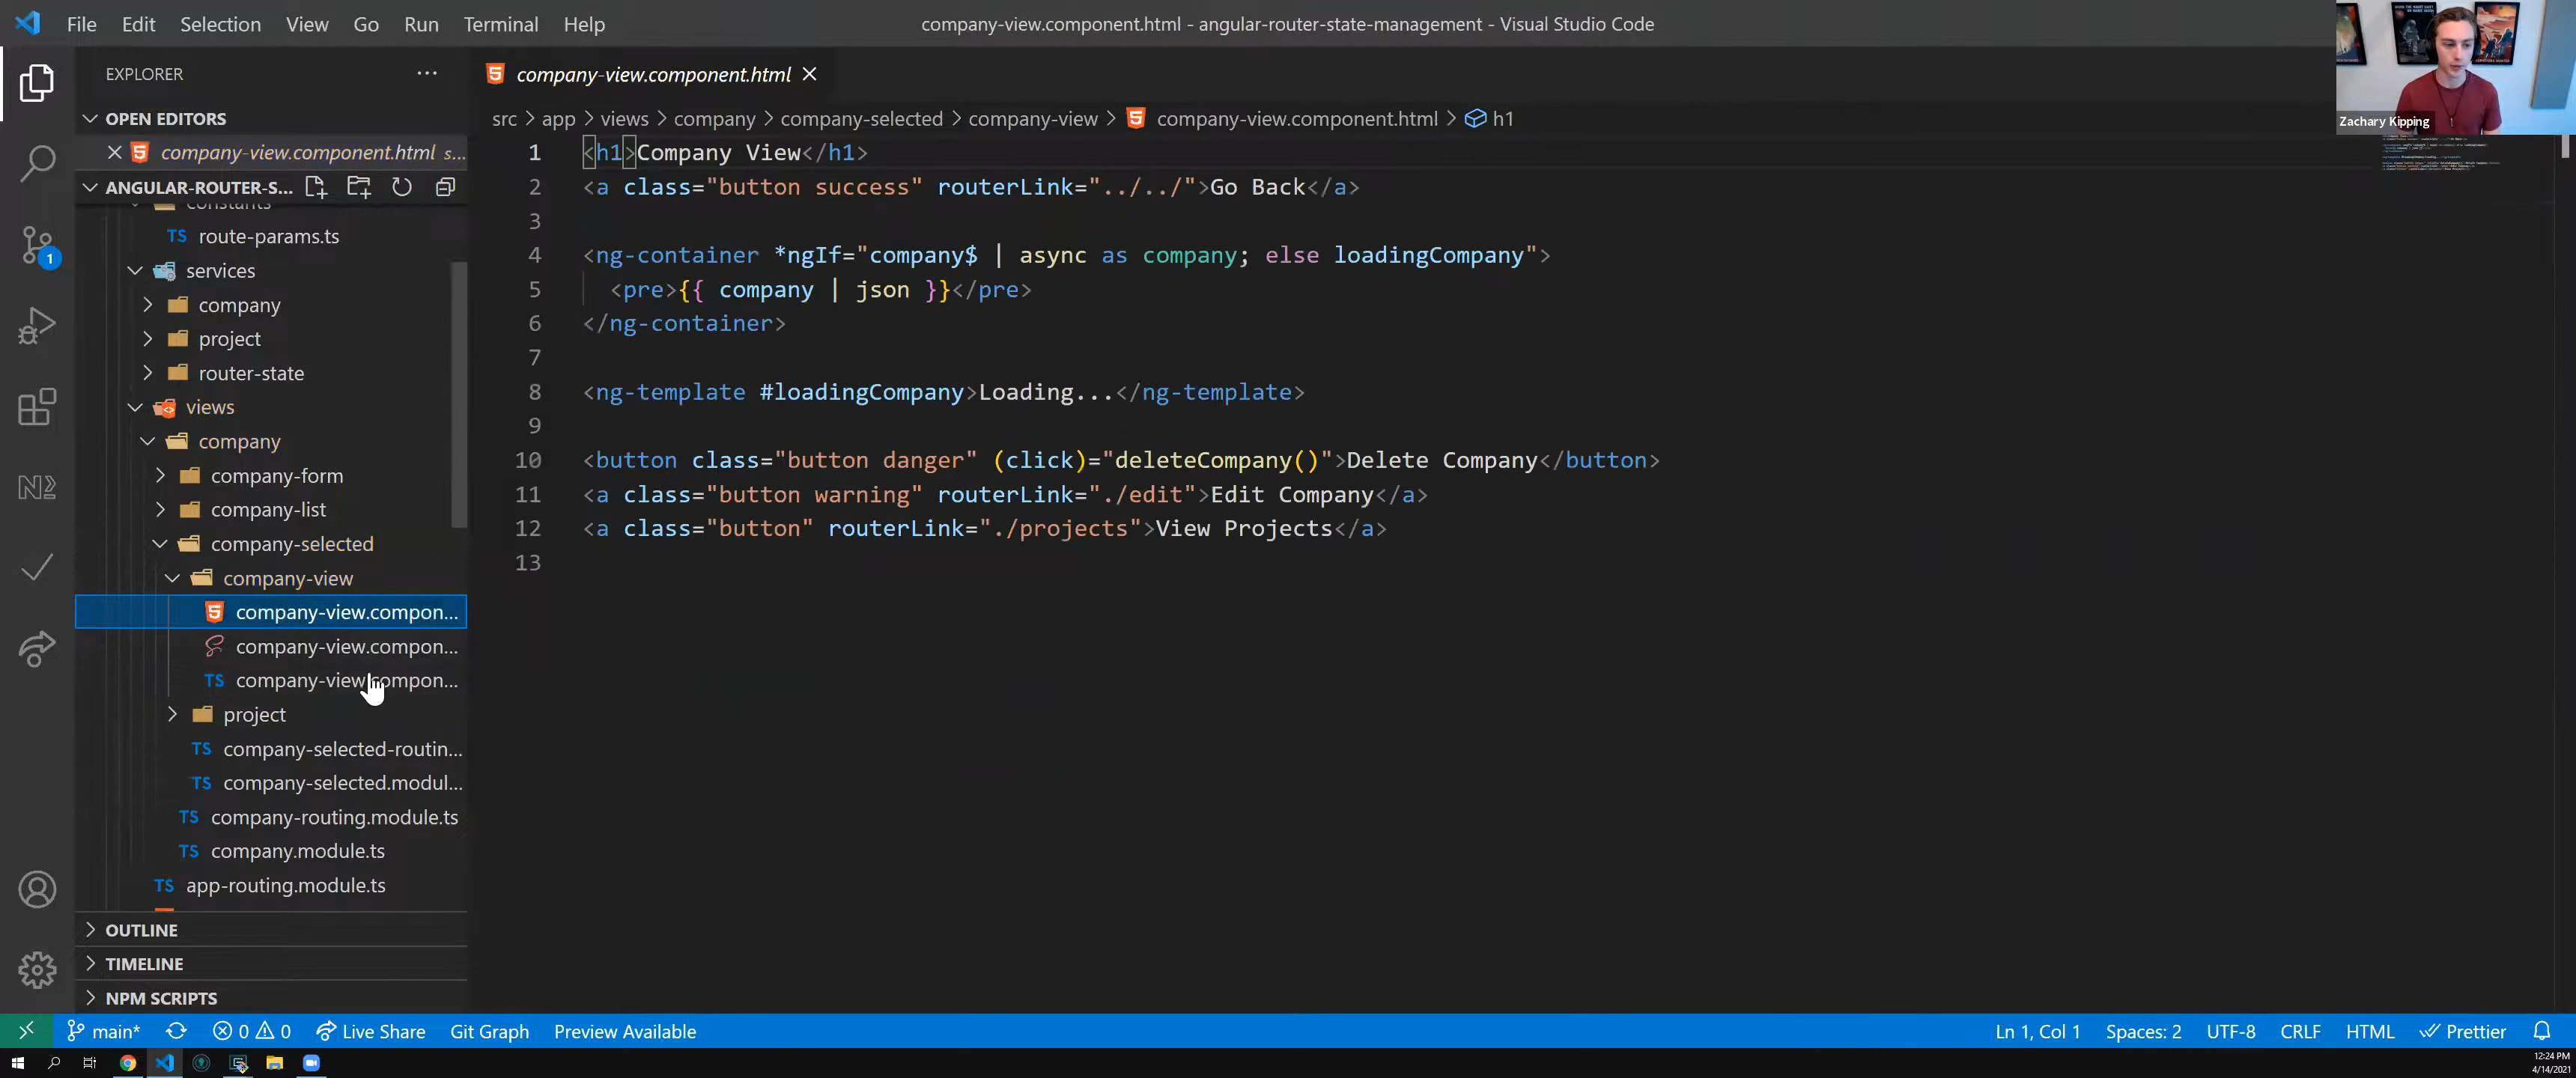 File Edit Selection View Go Run Terminal Help
company-view.component.html - angular-router-state-management - Visual Studio Code
Zachary Kipping
EXPLORER
OPEN EDITORS
company-view.component.html s...
ANGULAR-ROUTER-S...
constants
route-params.ts
services
company
project
router-state
views
company
company-form
company-list
company-selected
company-view
company-view.compon...
company-view.compon...
company-view.compon...
project
company-selected-routin...
company-selected.modul...
company-routing.module.ts
company.module.ts
app-routing.module.ts
OUTLINE
TIMELINE
NPM SCRIPTS
1
company-view.component.html
src > app > views > company > company-selected > company-view > company-view.component.html > h1
1 <h1>Company View</h1>
2 <a class="button success" routerLink="../../">Go Back</a>
3
4 <ng-container *ngIf="company$ | async as company; else loadingCompany">
5 <pre>{{ company | json }}</pre>
6 </ng-container>
7
8 <ng-template #loadingCompany>Loading...</ng-template>
9
10 <button class="button danger" (click)="deleteCompany()">Delete Company</button>
11 <a class="button warning" routerLink="./edit">Edit Company</a>
12 <a class="button" routerLink="./projects">View Projects</a>
13
main* 0 0 Live Share Git Graph Preview Available Ln 1, Col 1 Spaces: 2 UTF-8 CRLF HTML Prettier
12:24 PM
4/14/2021